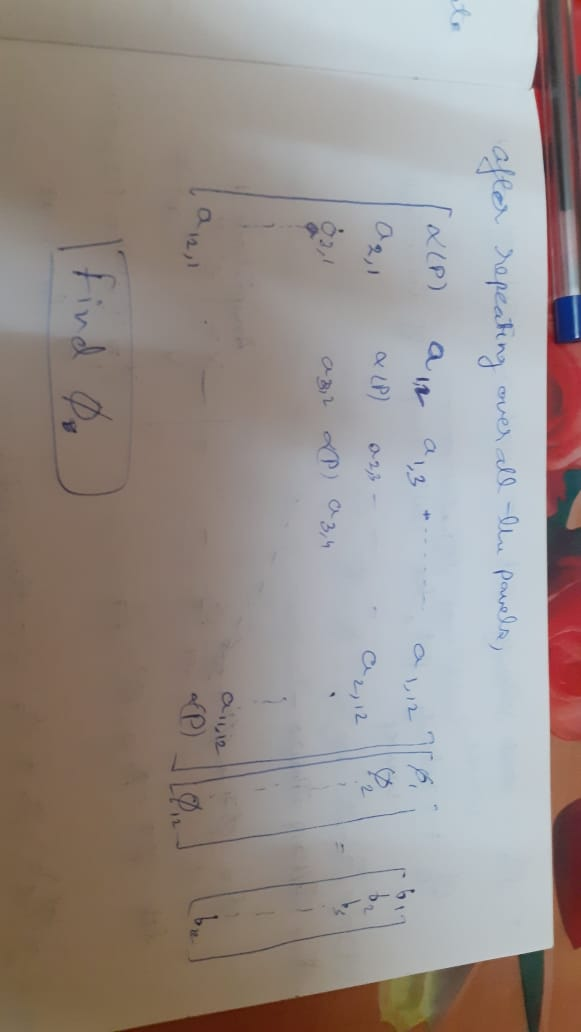 after repeating over all the panels,
α(P) a1,2 a1,3 ....... a1,12 φ1 b1
a2,1 α(P) a2,3 - - a2,12 φ2 b2
a3,1 a3,2 α(P) a3,4 = b3
a11,12
a12,1 α(P) φ12 b12
find φs